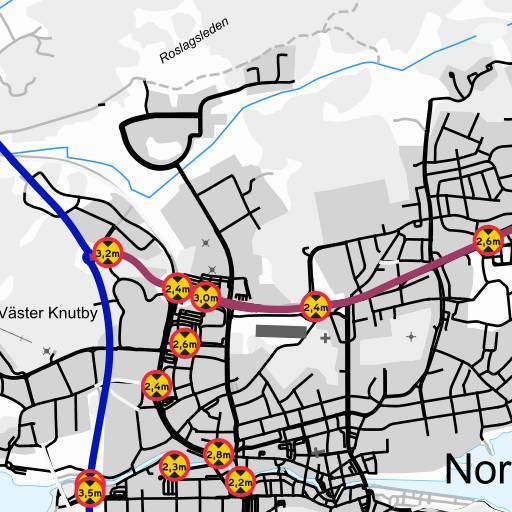 Roslagsleden
2,6m
3,2m
2,4m
3,0m
2,4m
Väster Knutby
2,6m
2,4m
2,8m
2,3m
Nor
2,2m
3,5m